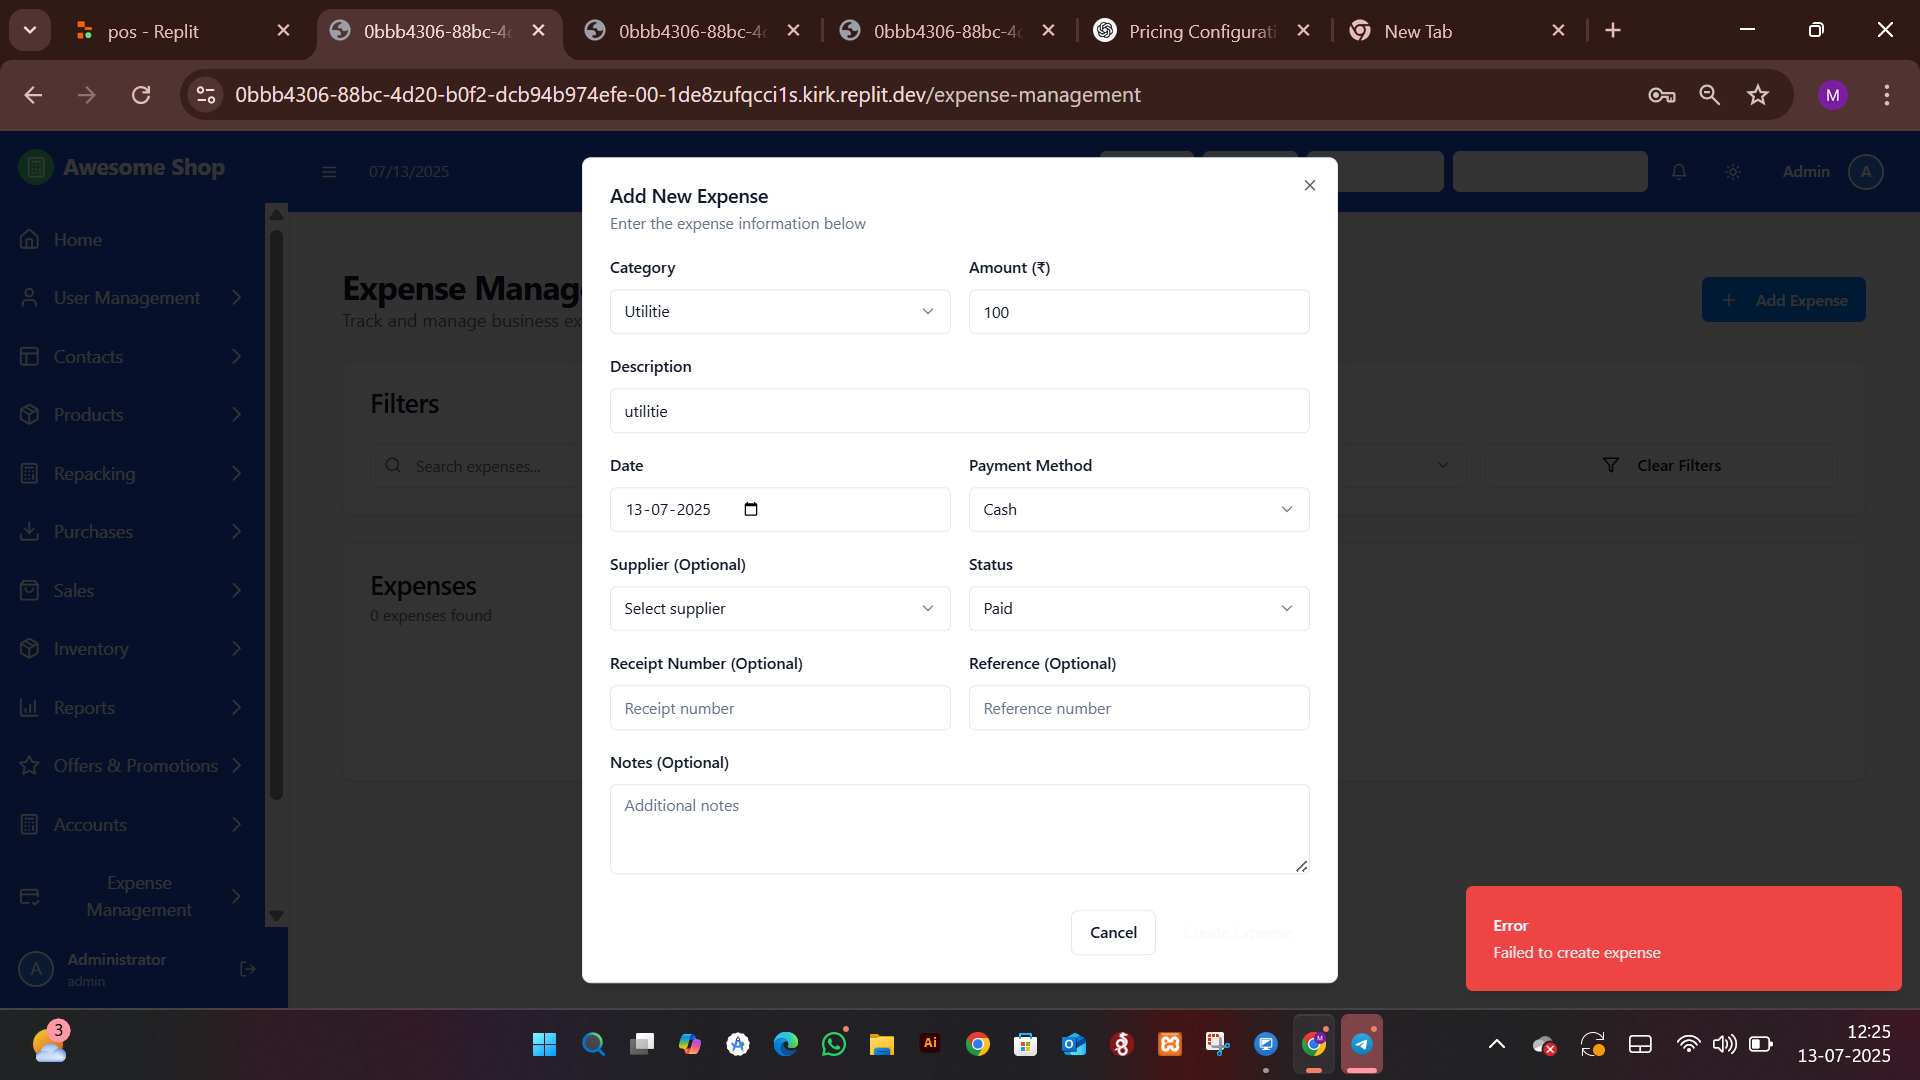 pos - Replit
0bbb4306-88bc-4
0bbb4306-88bc-4
0bbb4306-88bc-4
Pricing Configurati
New Tab
0bbb4306-88bc-4d20-b0f2-dcb94b974efe-00-1de8zufqcci1s.kirk.replit.dev/expense-management
M
Awesome Shop
07/13/2025
Admin
A
Home
User Management
Contacts
Products
Repacking
Purchases
Sales
Inventory
Reports
Offers & Promotions
Accounts
Expense
Management
A
Administrator
admin
Expense Manag
Track and manage business ex
Add Expense
Filters
Search expenses...
Clear Filters
Expenses
0 expenses found
Add New Expense
Enter the expense information below
Category
Amount (₹)
Utilitie
100
Description
utilitie
Date
Payment Method
13-07-2025
Cash
Supplier (Optional)
Status
Select supplier
Paid
Receipt Number (Optional)
Reference (Optional)
Receipt number
Reference number
Notes (Optional)
Additional notes
Cancel
Create Expense
Error
Failed to create expense
3
Ai
12:25
13-07-2025